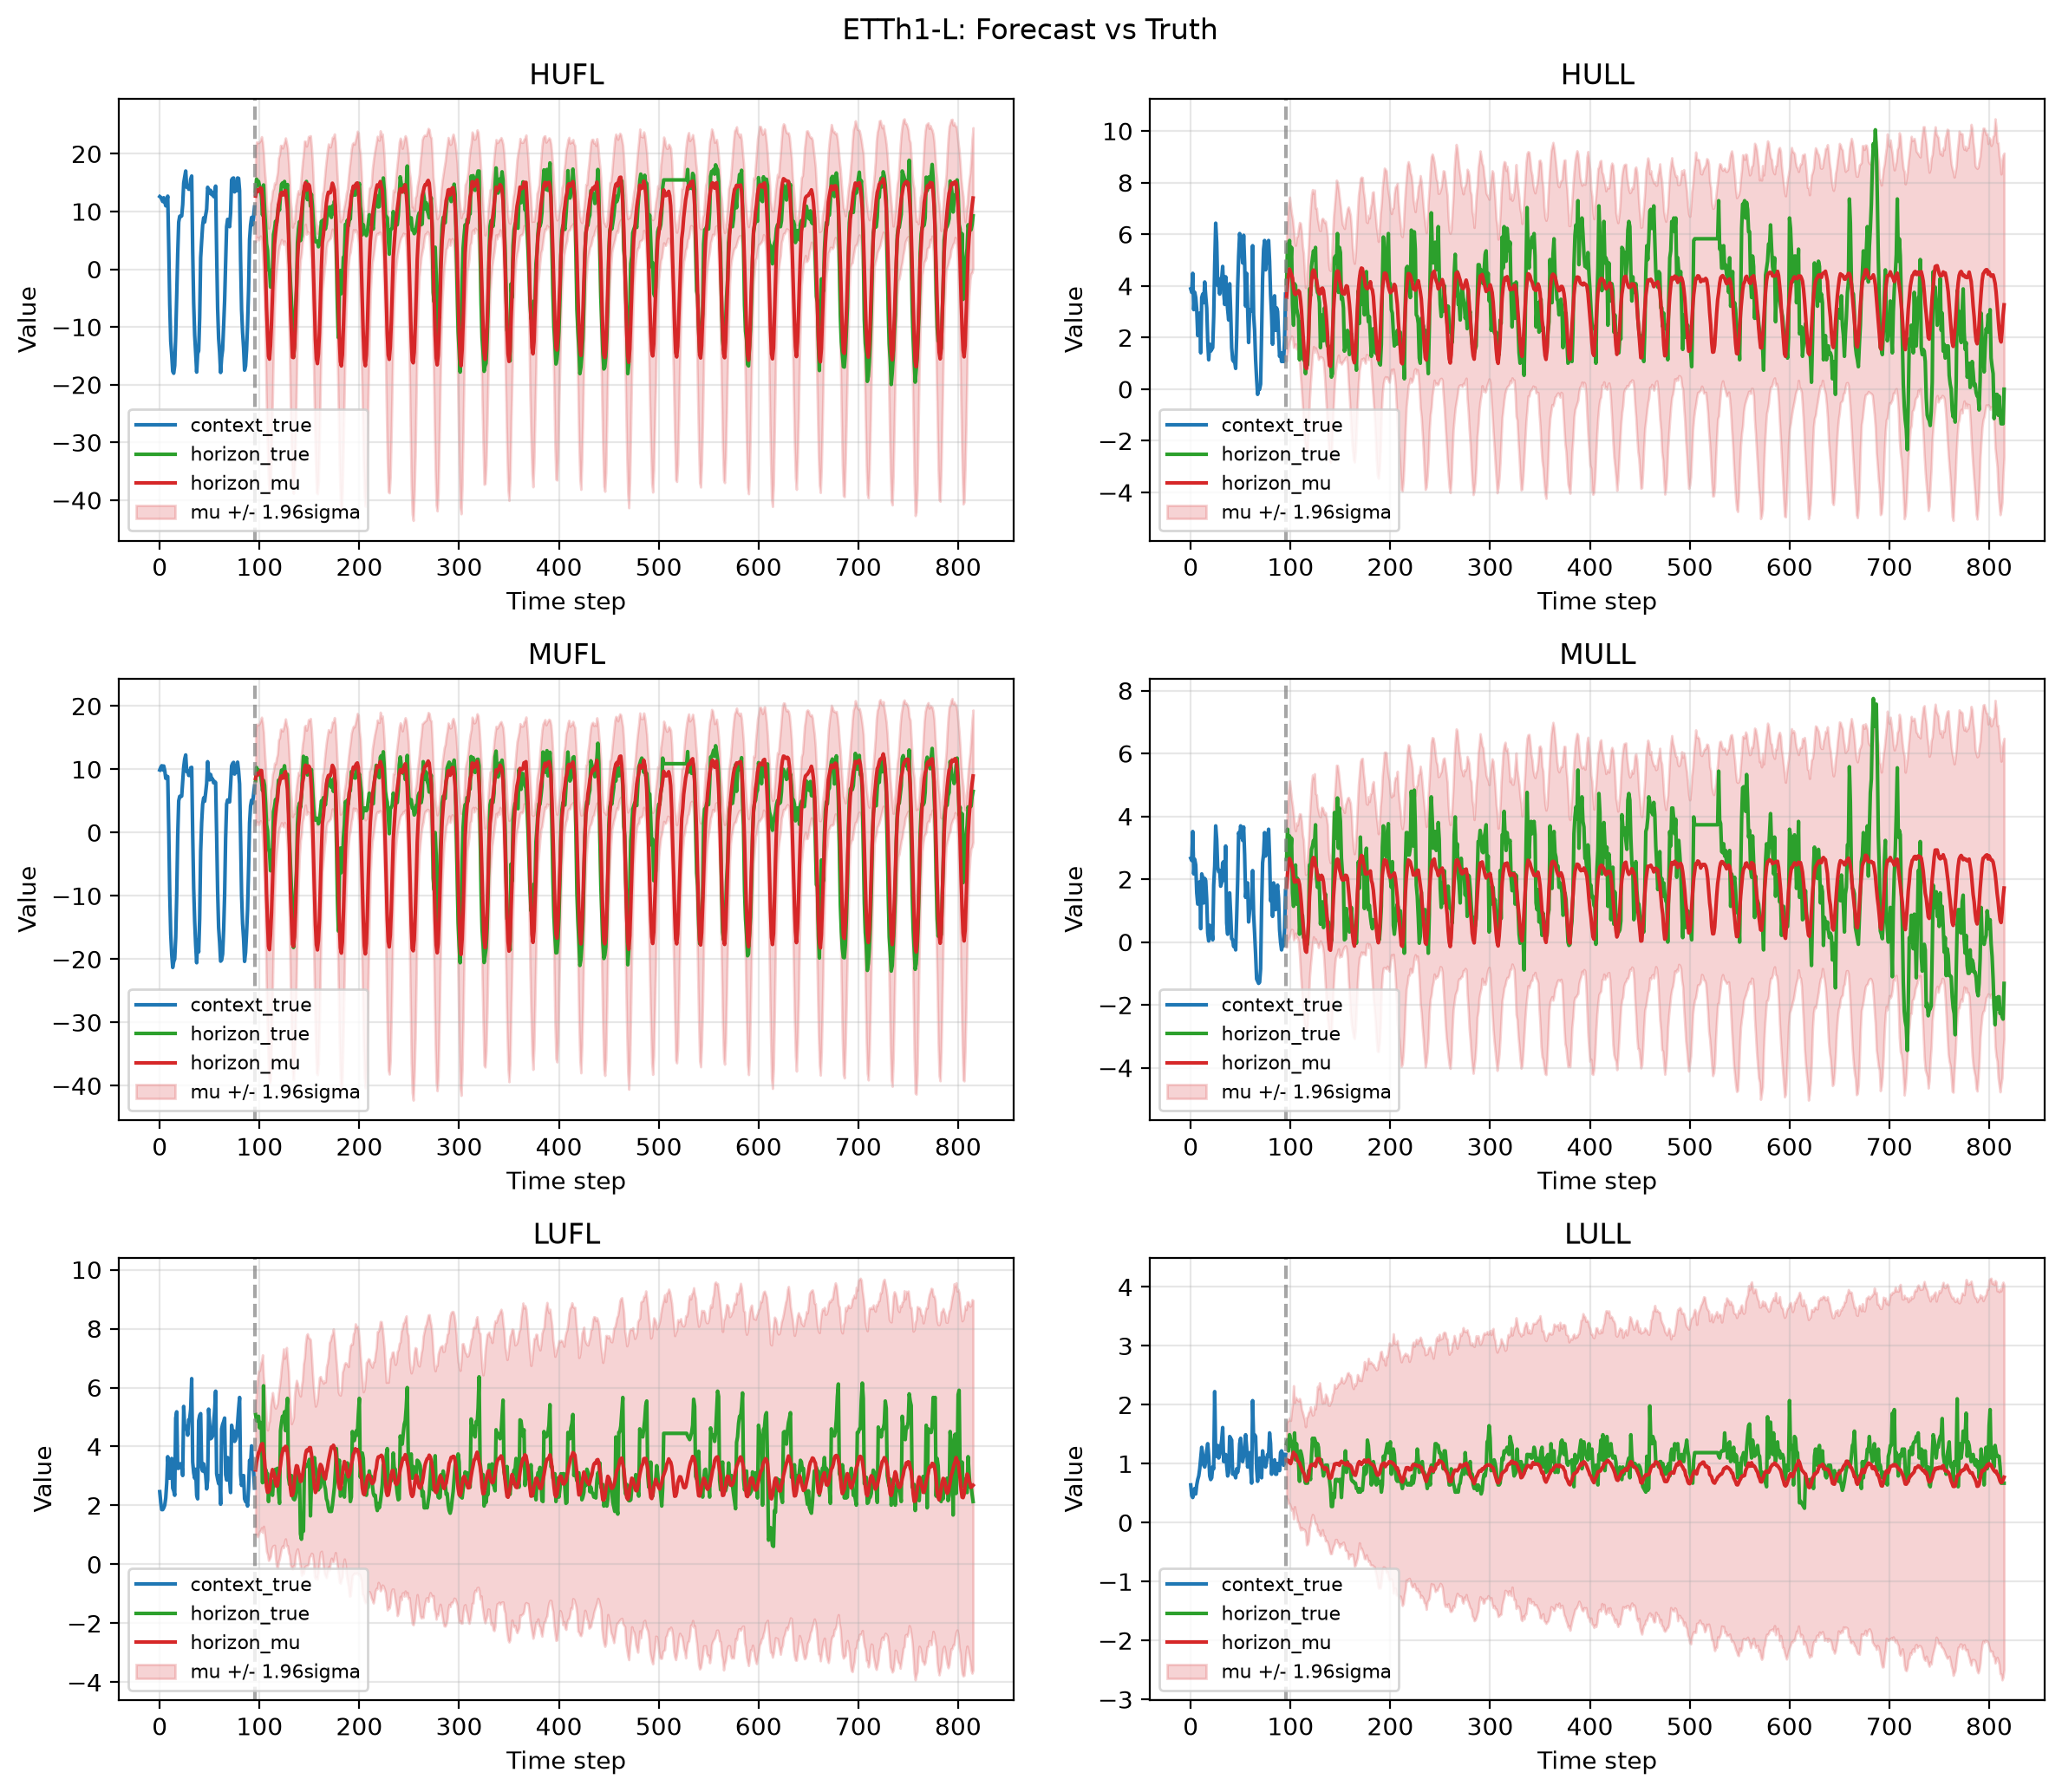 ETTh1-L: Forecast vs Truth
HUFL
Value
20
10
0
−10
−20
−30
−40
context_true
horizon_true
horizon_mu
mu +/- 1.96sigma
0 100 200 300 400 500 600 700 800
Time step
HULL
Value
10
8
6
4
2
0
−2
−4
context_true
horizon_true
horizon_mu
mu +/- 1.96sigma
0 100 200 300 400 500 600 700 800
Time step
MUFL
Value
20
10
0
−10
−20
−30
−40
context_true
horizon_true
horizon_mu
mu +/- 1.96sigma
0 100 200 300 400 500 600 700 800
Time step
MULL
Value
8
6
4
2
0
−2
−4
context_true
horizon_true
horizon_mu
mu +/- 1.96sigma
0 100 200 300 400 500 600 700 800
Time step
LUFL
Value
10
8
6
4
2
0
−2
−4
context_true
horizon_true
horizon_mu
mu +/- 1.96sigma
0 100 200 300 400 500 600 700 800
Time step
LULL
Value
4
3
2
1
0
−1
−2
−3
context_true
horizon_true
horizon_mu
mu +/- 1.96sigma
0 100 200 300 400 500 600 700 800
Time step